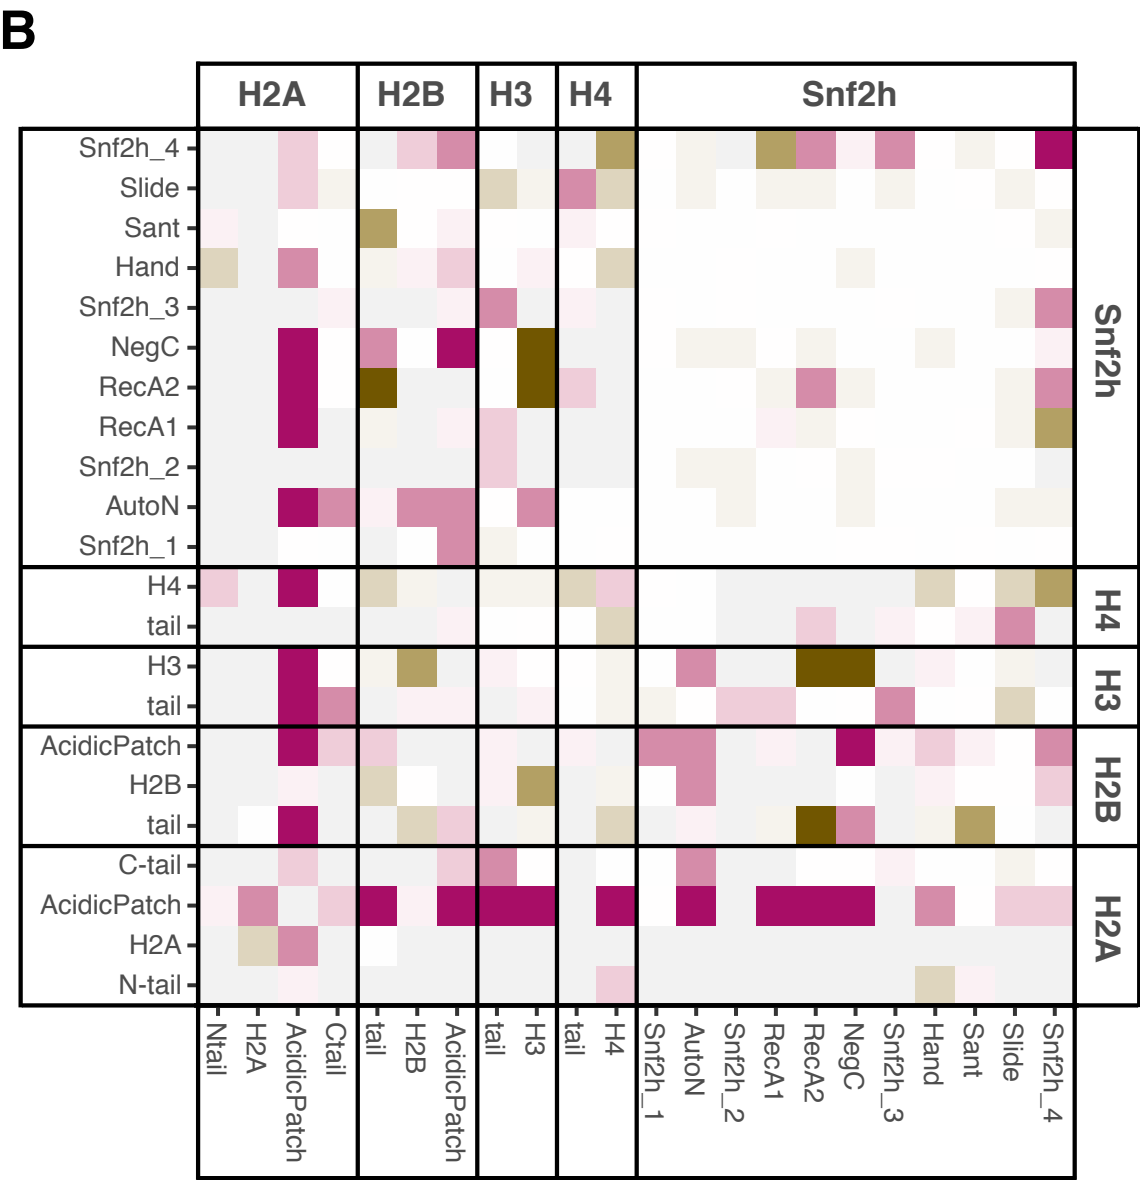 B
H2A H2B H3 H4 Snf2h
Snf2h_4
Slide
Sant
Hand
Snf2h_3
NegC
RecA2
RecA1
Snf2h_2
AutoN
Snf2h_1
Snf2h
H4
tail
H4
H3
tail
H3
AcidicPatch
H2B
tail
H2B
C-tail
AcidicPatch
H2A
N-tail
H2A
Ntail
H2A
AcidicPatch
Ctail
tail
H2B
AcidicPatch
tail
H3
tail
H4
Snf2h_1
AutoN
Snf2h_2
RecA1
RecA2
NegC
Snf2h_3
Hand
Sant
Slide
Snf2h_4